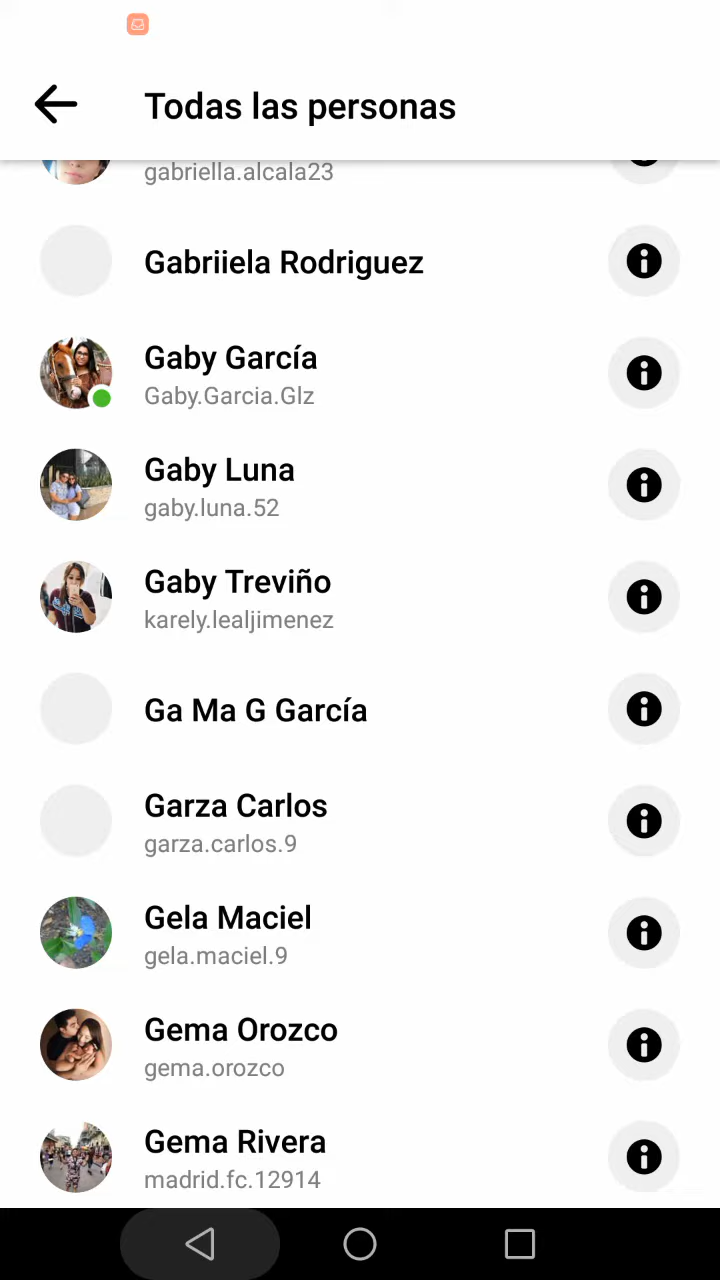 Todas las personas
gabriella.alcala23
Gabriiela Rodriguez
Gaby García
Gaby.Garcia.Glz
Gaby Luna
gaby.luna.52
Gaby Treviño
karely.lealjimenez
Ga Ma G García
Garza Carlos
garza.carlos.9
Gela Maciel
gela.maciel.9
Gema Orozco
gema.orozco
Gema Rivera
madrid.fc.12914